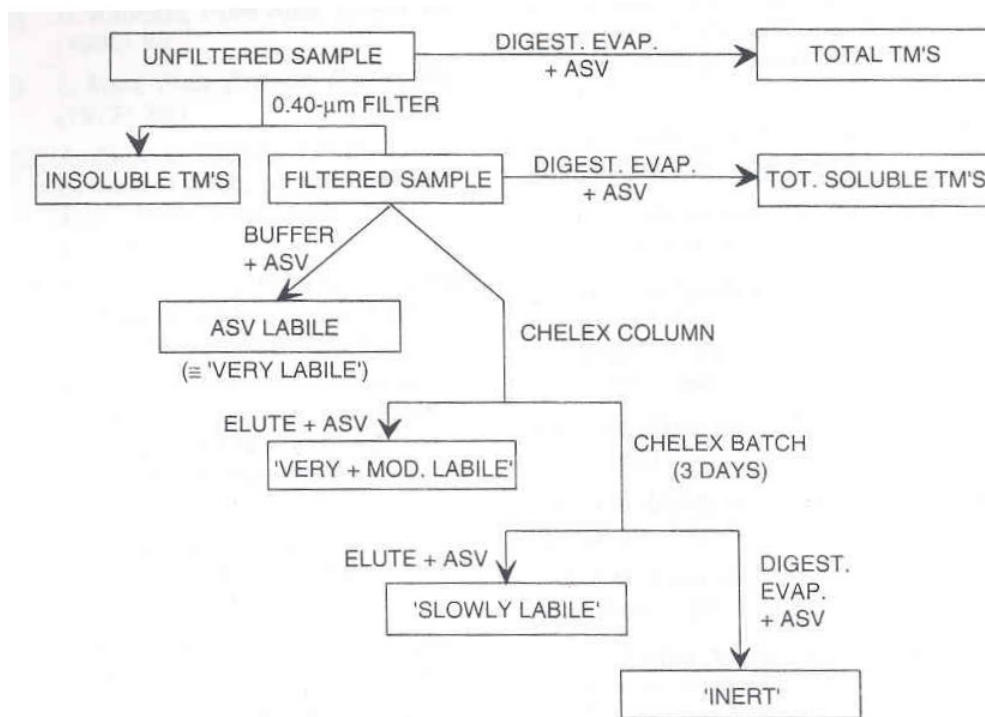 UNFILTERED SAMPLE
DIGEST. EVAP.
+ ASV
TOTAL TM'S
0.40-µm FILTER
INSOLUBLE TM'S
FILTERED SAMPLE
DIGEST. EVAP.
+ ASV
TOT. SOLUBLE TM'S
BUFFER
+ ASV
ASV LABILE
(≅ 'VERY LABILE')
CHELEX COLUMN
ELUTE + ASV
'VERY + MOD. LABILE'
CHELEX BATCH
(3 DAYS)
ELUTE + ASV
'SLOWLY LABILE'
DIGEST.
EVAP.
+ ASV
'INERT'